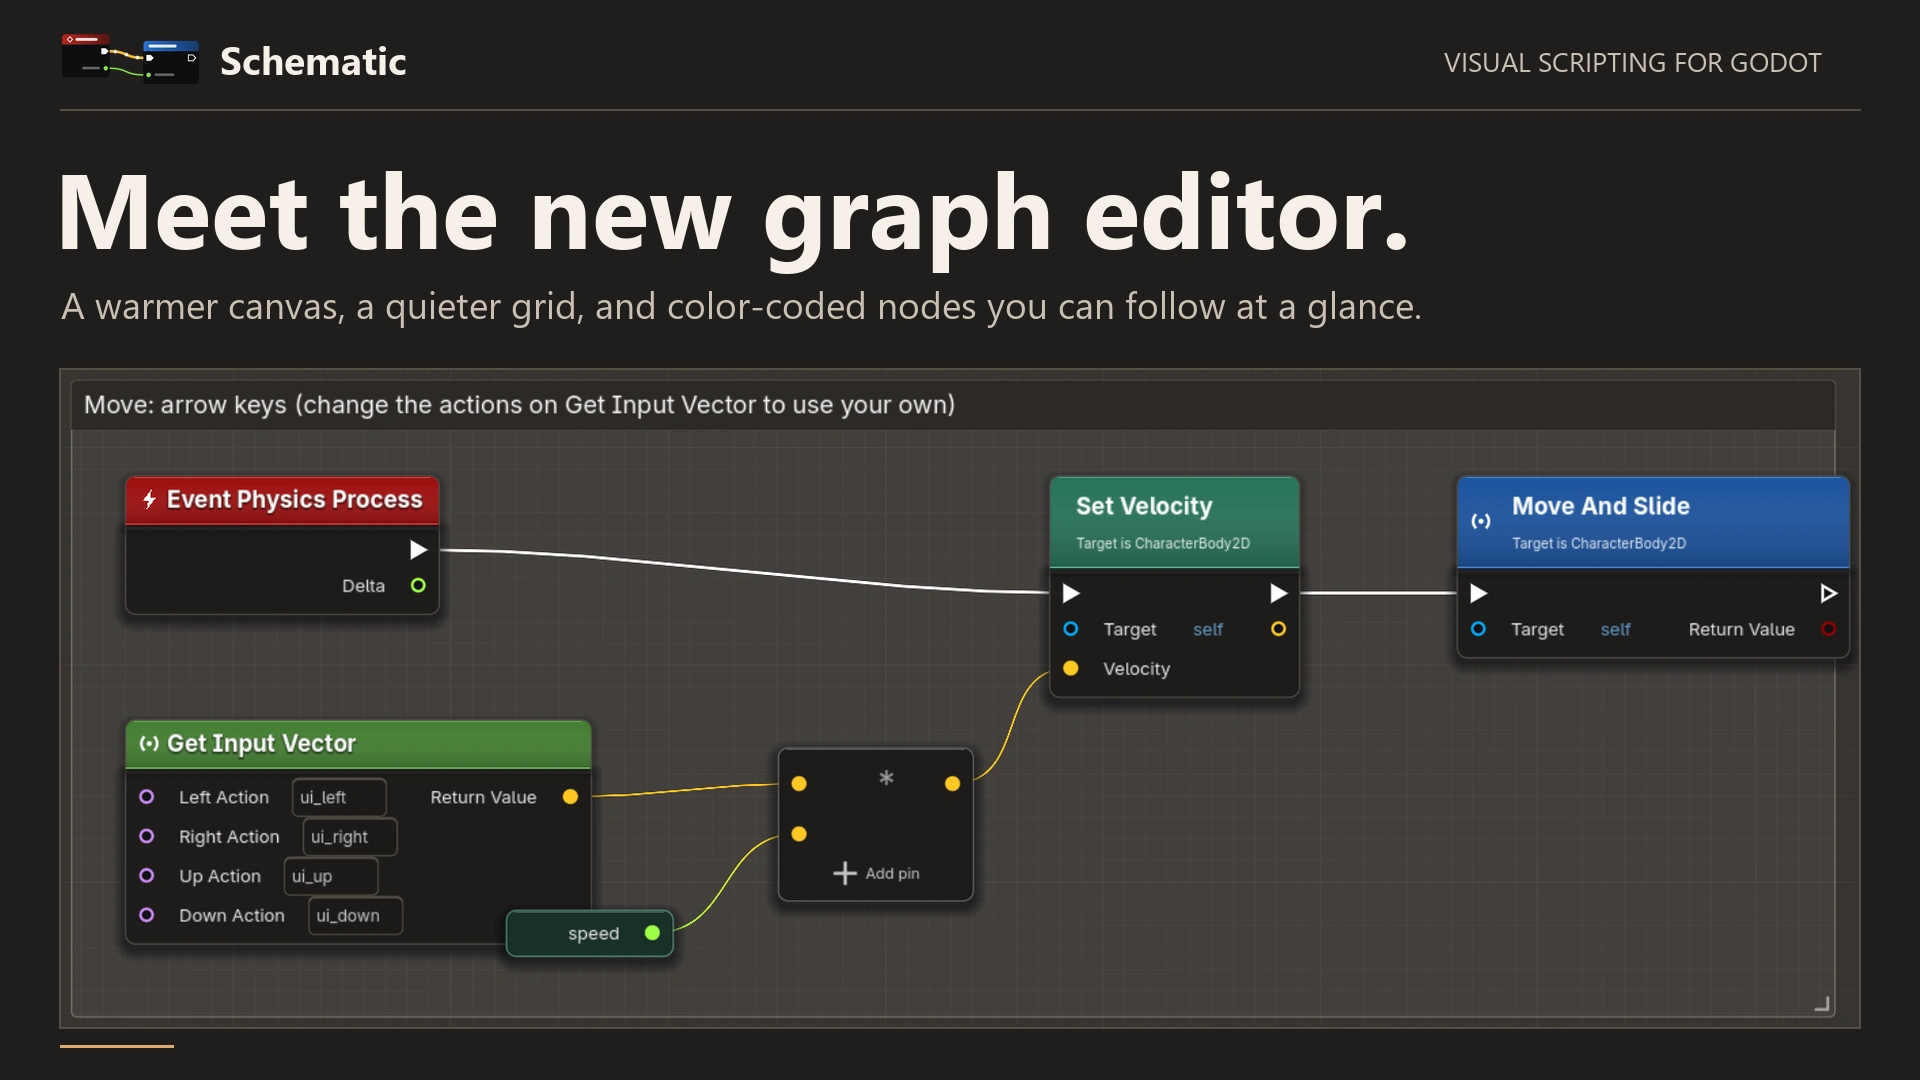 Schematic
VISUAL SCRIPTING FOR GODOT
Meet the new graph editor.
A warmer canvas, a quieter grid, and color-coded nodes you can follow at a glance.
Move: arrow keys (change the actions on Get Input Vector to use your own)
Event Physics Process
Delta
Set Velocity
Target is CharacterBody2D
Target self
Velocity
Move And Slide
Target is CharacterBody2D
Target self Return Value
Get Input Vector
Left Action ui_left Return Value
Right Action ui_right
Up Action ui_up
Down Action ui_down
speed
*
+ Add pin